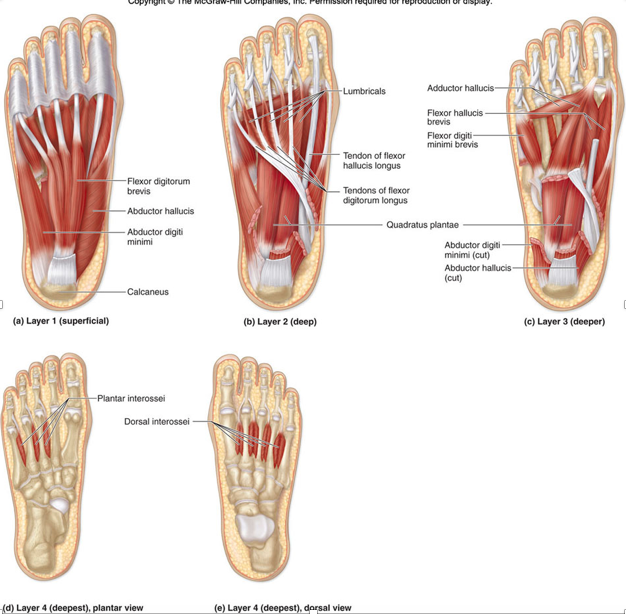 Copyright © The McGraw-Hill Companies, Inc. Permission required for reproduction or display.
Flexor digitorum
brevis
Abductor hallucis
Abductor digiti
minimi
Calcaneus
(a) Layer 1 (superficial)
Lumbricals
Tendon of flexor
hallucis longus
Tendons of flexor
digitorum longus
Quadratus plantae
(b) Layer 2 (deep)
Adductor hallucis
Flexor hallucis
brevis
Flexor digiti
minimi brevis
Abductor digiti
minimi (cut)
Abductor hallucis
(cut)
(c) Layer 3 (deeper)
Plantar interossei
Dorsal interossei
(d) Layer 4 (deepest), plantar view
(e) Layer 4 (deepest), dorsal view